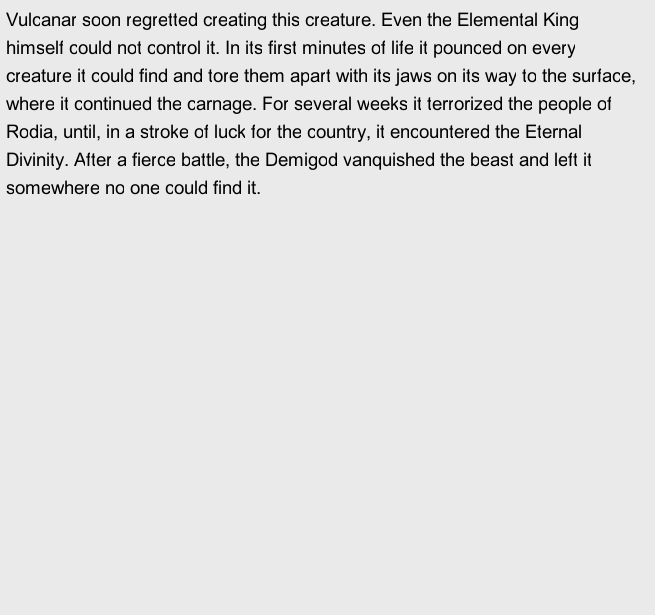 Vulcanar soon regretted creating this creature. Even the Elemental King
himself could not control it. In its first minutes of life it pounced on every
creature it could find and tore them apart with its jaws on its way to the surface,
where it continued the carnage. For several weeks it terrorized the people of
Rodia, until, in a stroke of luck for the country, it encountered the Eternal
Divinity. After a fierce battle, the Demigod vanquished the beast and left it
somewhere no one could find it.